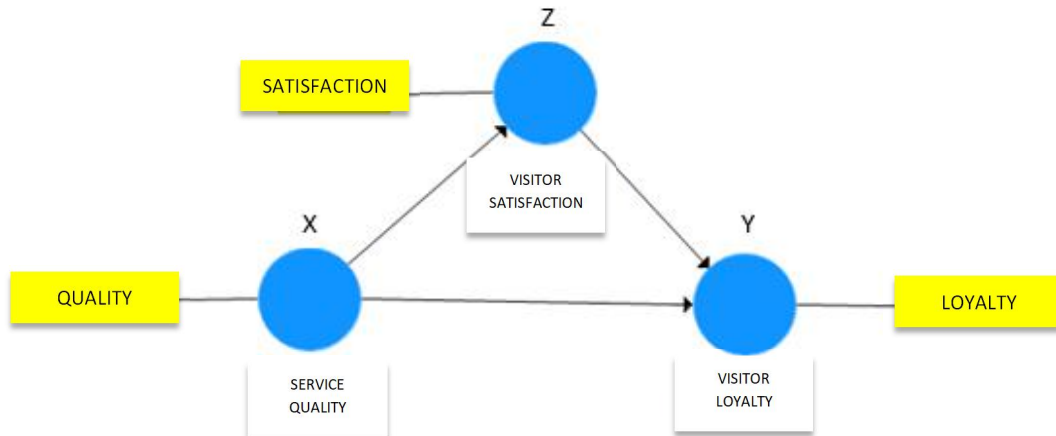 Z
SATISFACTION
VISITOR
SATISFACTION
X
Y
QUALITY
LOYALTY
SERVICE
QUALITY
VISITOR
LOYALTY